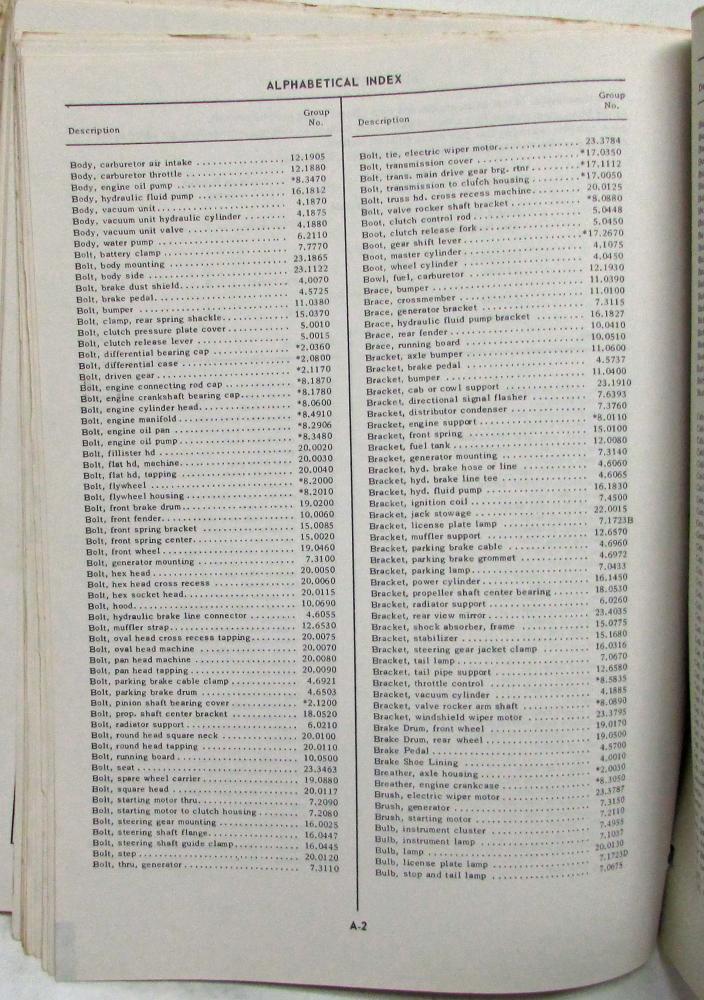 ALPHABETICAL INDEX
Description Group No.
Body, carburetor air intake 12.1905
Body, carburetor throttle 12.1880
Body, engine oil pump *8.3470
Body, hydraulic fluid pump 16.1812
Body, vacuum unit 4.1870
Body, vacuum unit hydraulic cylinder 4.1875
Body, vacuum unit valve 4.1880
Body, water pump 6.2110
Bolt, battery clamp 7.7770
Bolt, body mounting 23.1865
Bolt, body side 23.1122
Bolt, brake dust shield 4.0070
Bolt, brake pedal 4.5725
Bolt, bumper 11.0380
Bolt, clamp, rear spring shackle 15.0370
Bolt, clutch pressure plate cover 5.0010
Bolt, clutch release lever 5.0015
Bolt, differential bearing cap *2.0360
Bolt, differential case *2.0800
Bolt, driven gear *2.1170
Bolt, engine connecting rod cap *8.1870
Bolt, engine crankshaft bearing cap *8.1780
Bolt, engine cylinder head *8.0600
Bolt, engine manifold *8.4910
Bolt, engine oil pan *8.2906
Bolt, engine oil pump *8.3480
Bolt, fillister hd 20.0020
Bolt, flat hd, machine 20.0030
Bolt, flat hd, tapping 20.0040
Bolt, flywheel *8.2000
Bolt, flywheel housing *8.2010
Bolt, front brake drum 19.0200
Bolt, front fender 10.0060
Bolt, front spring bracket 15.0085
Bolt, front spring center 15.0020
Bolt, front wheel 19.0460
Bolt, generator mounting 7.3100
Bolt, hex head 20.0050
Bolt, hex head cross recess 20.0060
Bolt, hex socket head 20.0115
Bolt, hood 10.0690
Bolt, hydraulic brake line connector 4.6055
Bolt, muffler strap 12.6530
Bolt, oval head cross recess tapping 20.0075
Bolt, oval head machine 20.0070
Bolt, pan head machine 20.0080
Bolt, pan head tapping 20.0090
Bolt, parking brake cable clamp 4.6921
Bolt, parking brake drum 4.6503
Bolt, pinion shaft bearing cover *2.1200
Bolt, prop. shaft center bracket 18.0520
Bolt, radiator support 6.0210
Bolt, round head square neck 20.0100
Bolt, round head tapping 20.0110
Bolt, running board 10.0500
Bolt, seat 23.3463
Bolt, spare wheel carrier 19.0880
Bolt, square head 20.0117
Bolt, starting motor thru 7.2090
Bolt, starting motor to clutch housing 7.2080
Bolt, steering gear mounting 16.0025
Bolt, steering shaft flange 16.0447
Bolt, steering shaft guide clamp 16.0445
Bolt, step 20.0120
Bolt, thru, generator 7.3110
Description Group No.
Bolt, tie, electric wiper motor 23.3784
Bolt, transmission cover *17.0350
Bolt, trans. main drive gear brg. rtnr *17.1112
Bolt, transmission to clutch housing *17.0050
Bolt, truss hd. cross recess machine 20.0125
Bolt, valve rocker shaft bracket *8.0880
Boot, clutch control rod 5.0448
Boot, clutch release fork 5.0450
Boot, gear shift lever *17.2670
Boot, master cylinder 4.1075
Boot, wheel cylinder 4.0450
Bowl, fuel, carburetor 12.1930
Brace, bumper 11.0390
Brace, crossmember 11.0100
Brace, generator bracket 7.3115
Brace, hydraulic fluid pump bracket 16.1827
Brace, rear fender 10.0410
Brace, running board 10.0510
Bracket, axle bumper 11.0600
Bracket, brake pedal 4.5737
Bracket, bumper 11.0400
Bracket, cab or cowl support 23.1910
Bracket, directional signal flasher 7.6393
Bracket, distributor condenser 7.3760
Bracket, engine support *8.0110
Bracket, front spring 15.0100
Bracket, fuel tank 12.0080
Bracket, generator mounting 7.3140
Bracket, hyd. brake hose or line 4.6060
Bracket, hyd. brake line tee 4.6065
Bracket, hyd. fluid pump 16.1830
Bracket, ignition coil 7.4500
Bracket, jack stowage 22.0015
Bracket, license plate lamp 7.1723B
Bracket, muffler support 12.6570
Bracket, parking brake cable 4.6960
Bracket, parking brake grommet 4.6972
Bracket, parking lamp 7.0433
Bracket, power cylinder 16.1450
Bracket, propeller shaft center bearing 18.0530
Bracket, radiator support 6.0260
Bracket, rear view mirror 23.4035
Bracket, shock absorber, frame 15.0775
Bracket, stabilizer 15.1680
Bracket, steering gear jacket clamp 16.0316
Bracket, tail lamp 7.0670
Bracket, tail pipe support 12.6580
Bracket, throttle control *8.5835
Bracket, vacuum cylinder 4.1885
Bracket, valve rocker arm shaft *8.0890
Bracket, windshield wiper motor 23.3795
Brake Drum, front wheel 19.0170
Brake Drum, rear wheel 19.0500
Brake Pedal 4.5700
Brake Shoe Lining 4.0010
Breather, axle housing *2.0030
Breather, engine crankcase *8.3050
Brush, electric wiper motor 23.3787
Brush, generator 7.3150
Brush, starting motor 7.2110
Bulb, instrument cluster 7.4955
Bulb, instrument lamp 7.1037
Bulb, lamp 20.0130
Bulb, license plate lamp 7.1723D
Bulb, stop and tail lamp 7.0675
A-2